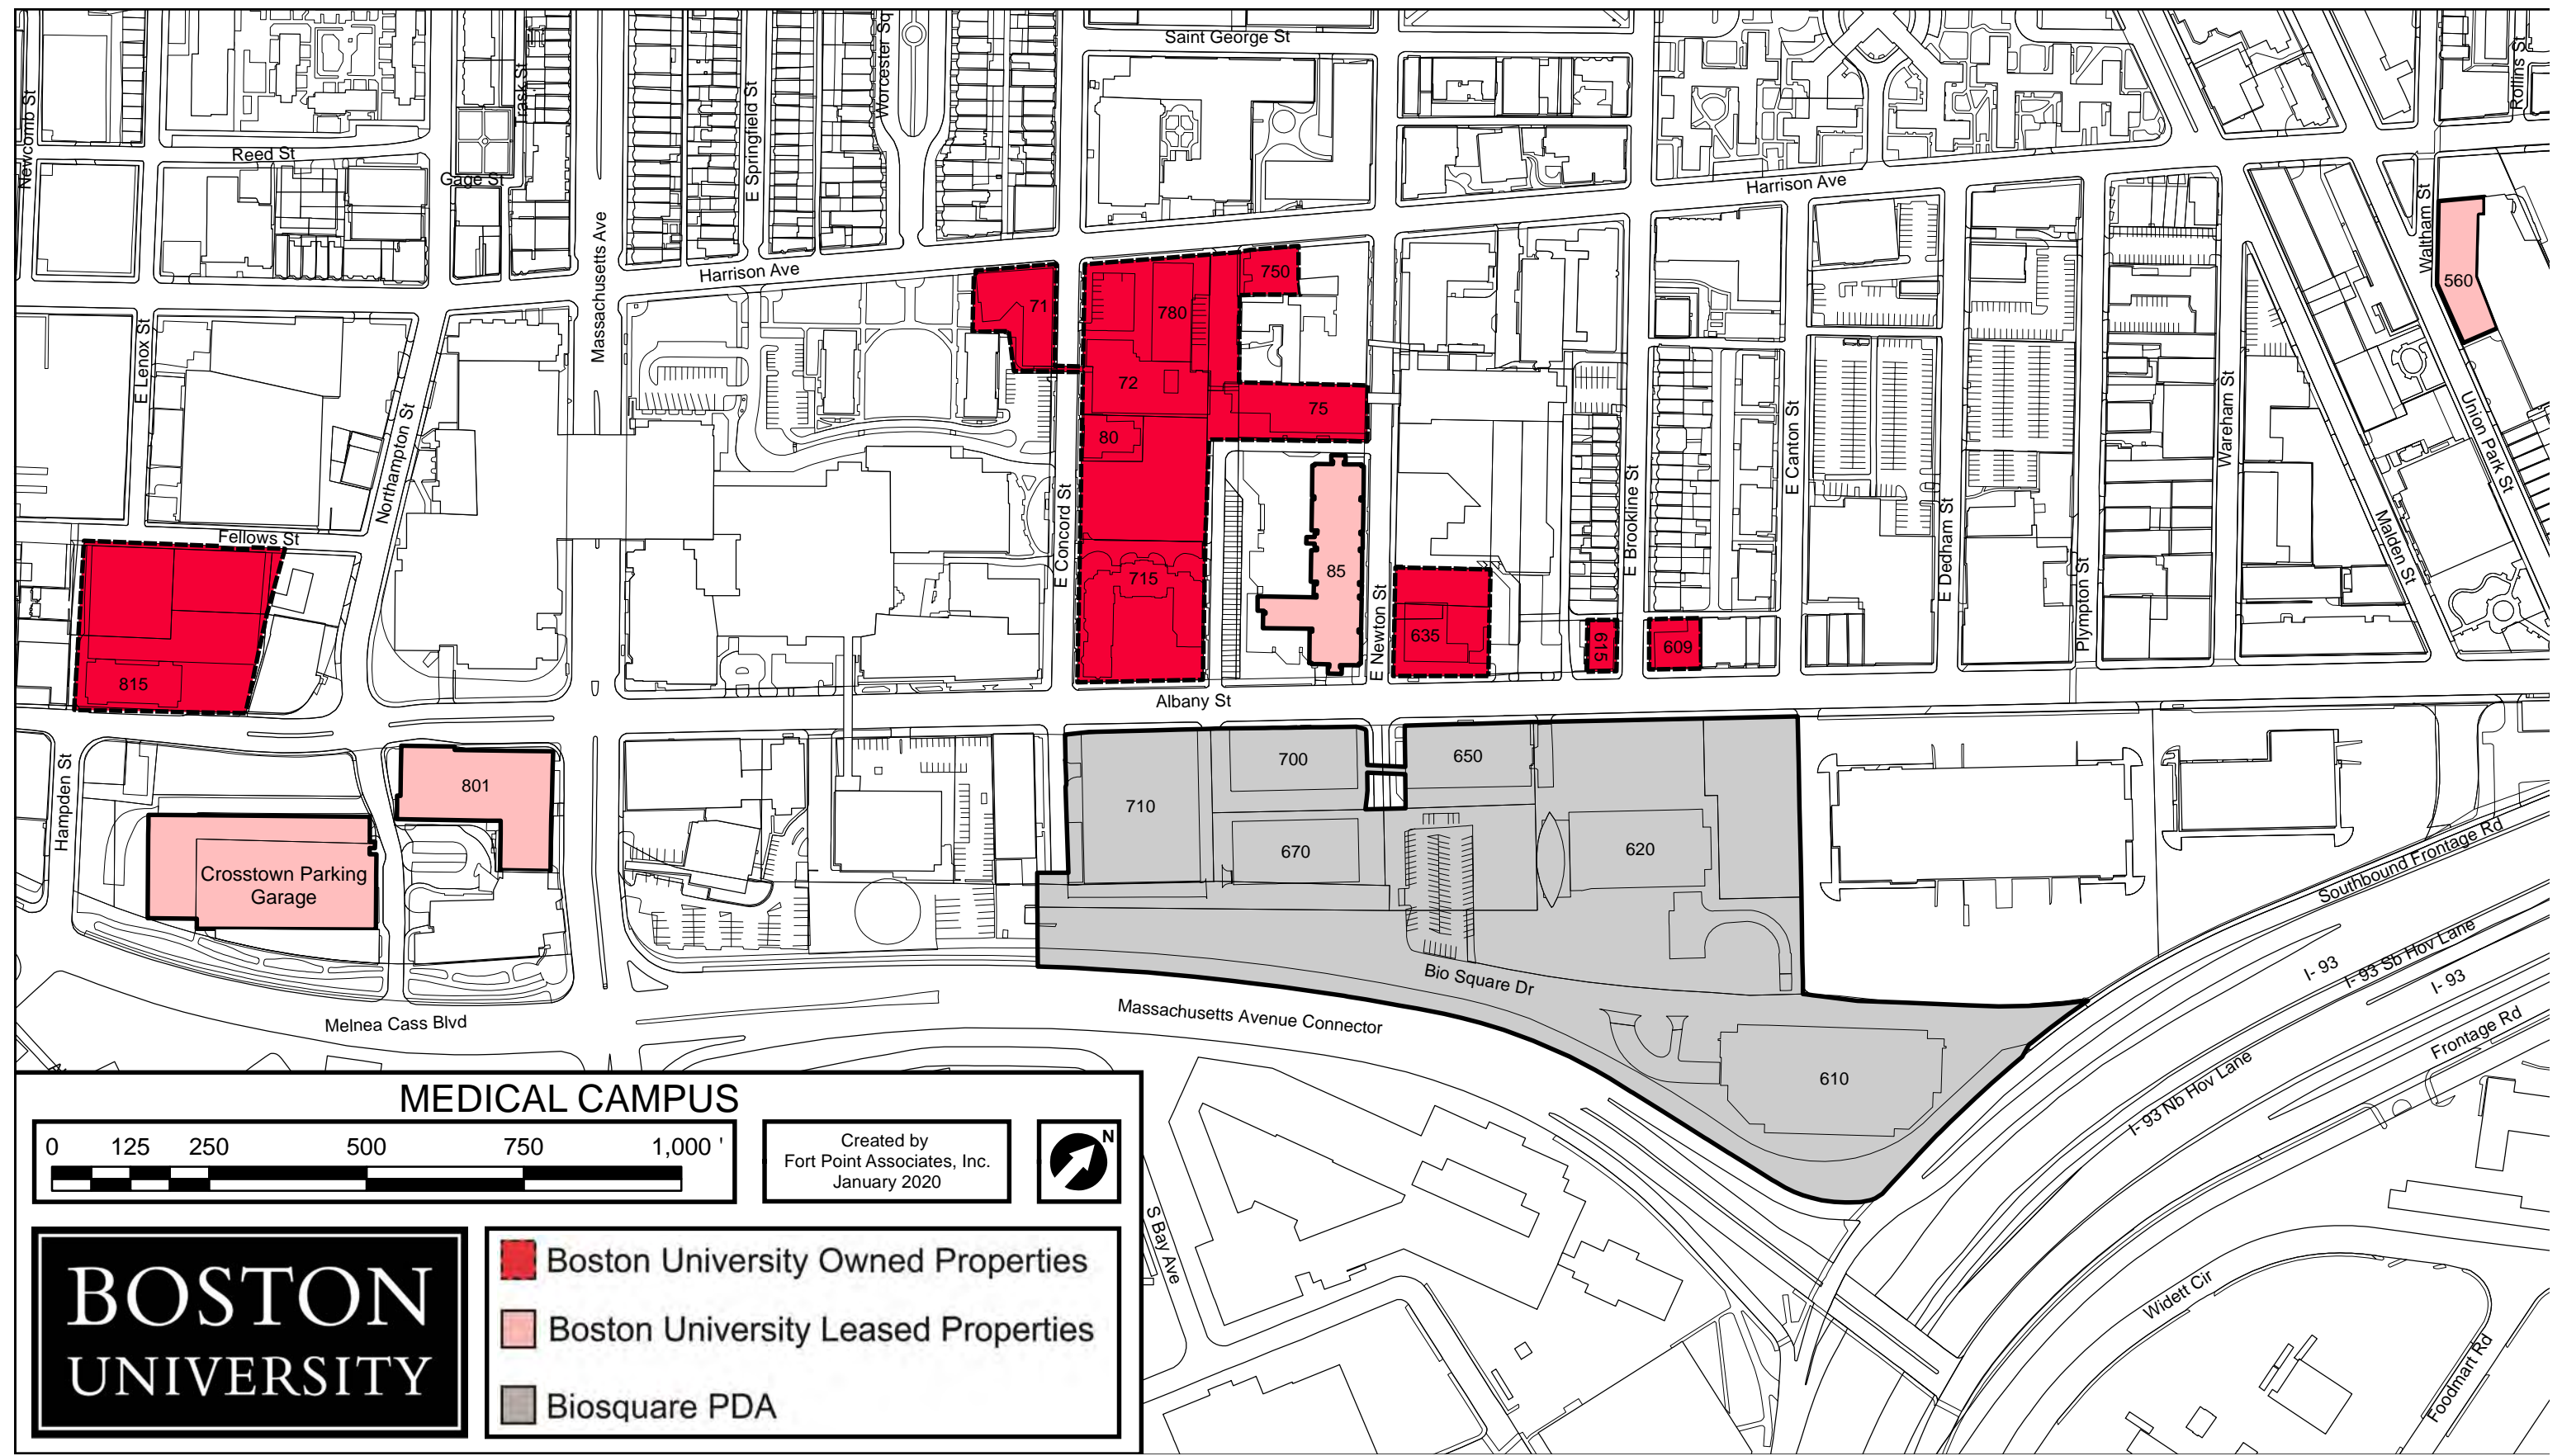 Saint George St
Newcomb St
Trask St
E Springfield St
Worcester Sq
Rollins St
Reed St
Gage St
Harrison Ave
Massachusetts Ave
Harrison Ave
Waltham St
560
71
780
750
72
75
80
E Lenox St
Northampton St
E Concord St
E Brookline St
E Canton St
E Dedham St
Plympton St
Wareham St
Malden St
Union Park St
Fellows St
815
715
85
E Newton St
635
615
609
Albany St
Hampden St
801
Crosstown Parking
Garage
710
700
650
670
620
610
Bio Square Dr
Massachusetts Avenue Connector
Melnea Cass Blvd
Southbound Frontage Rd
I- 93
I- 93 Sb Hov Lane
I- 93
Frontage Rd
I- 93 Nb Hov Lane
S Bay Ave
Widett Cir
Foodmart Rd
MEDICAL CAMPUS
0 125 250 500 750 1,000 '
Created by
Fort Point Associates, Inc.
January 2020
N
BOSTON
UNIVERSITY
Boston University Owned Properties
Boston University Leased Properties
Biosquare PDA